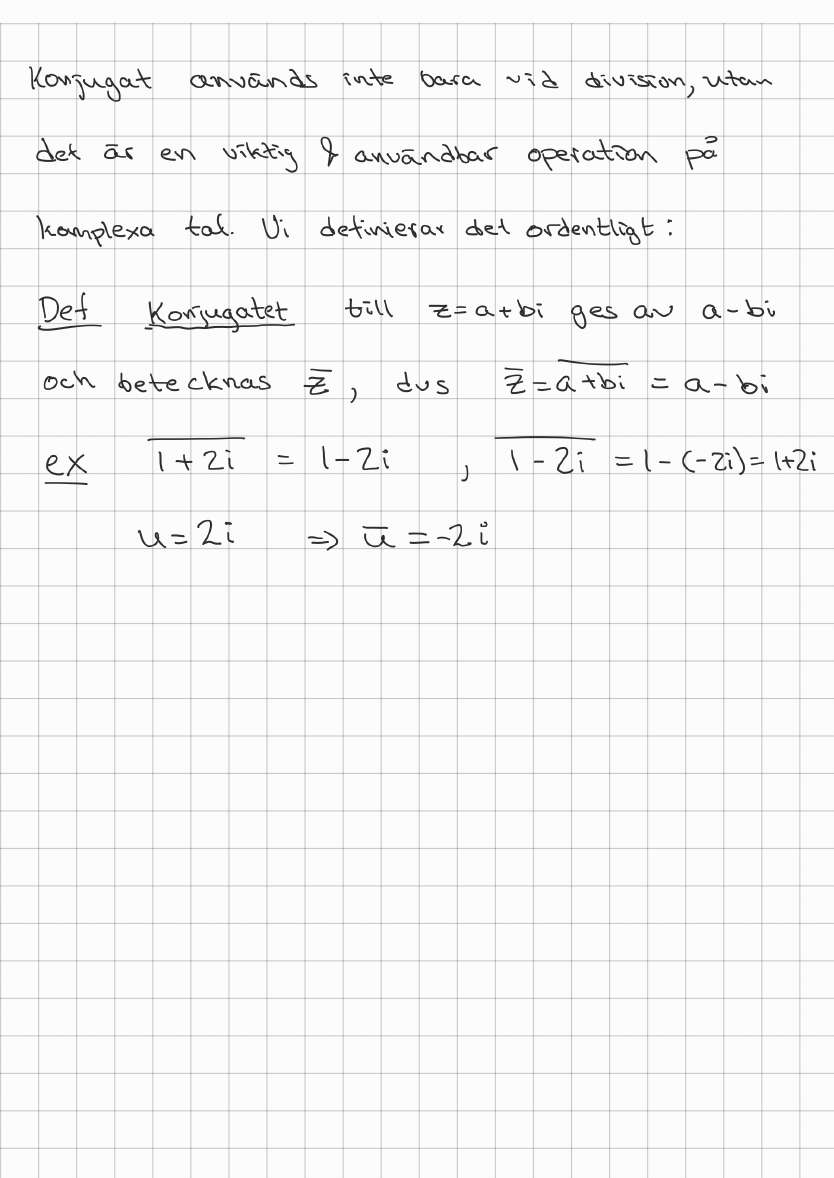 Konjugat används inte bara vid division, utan
det är en viktig & användbar operation på
komplexa tal. Vi definierar det ordentligt:
Def Konjugatet till z = a + bi ges av a - bi
och betecknas z̅, dvs z̅ = \overline{a + bi} = a - bi
ex \overline{1 + 2i} = 1 - 2i , \overline{1 - 2i} = 1 - (-2i) = 1+2i
u = 2i ⇒ u̅ = -2i